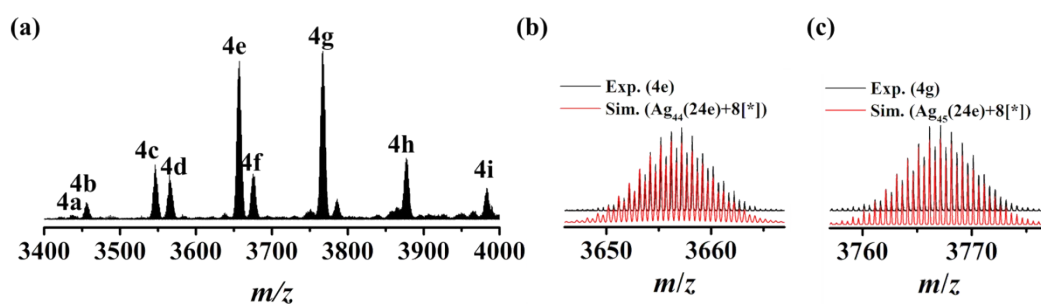 (a)
4a
4b
4c
4d
4e
4f
4g
4h
4i
3400 3500 3600 3700 3800 3900 4000
m/z
(b)
Exp. (4e)
Sim. (Ag₄₄(24e)+8[*])
3650 3660
m/z
(c)
Exp. (4g)
Sim. (Ag₄₅(24e)+8[*])
3760 3770
m/z